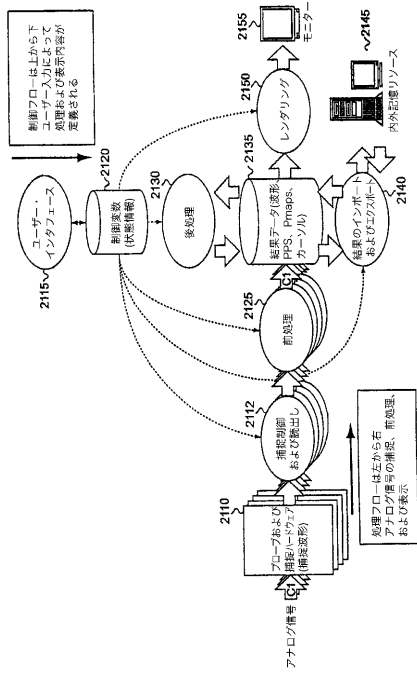 制御フローは上から下
ユーザー入力によって
処理および表示内容が
定義される
2115
ユーザー・
インタフェース
2120
制御変数
(状態情報)
2130
後処理
2155
モニター
2150
レンダリング
2145
内外記憶リソース
2135
結果データ(波形、
PPS、Pmaps、
カーソル)
2140
結果のインポート
およびエクスポート
2125
前処理
C1
2112
捕捉制御
および読出し
2110
プローブおよび
捕捉ハードウェア
(捕捉波形)
C1
アナログ信号
処理フローは左から右
アナログ信号の捕捉、前処理、
および表示